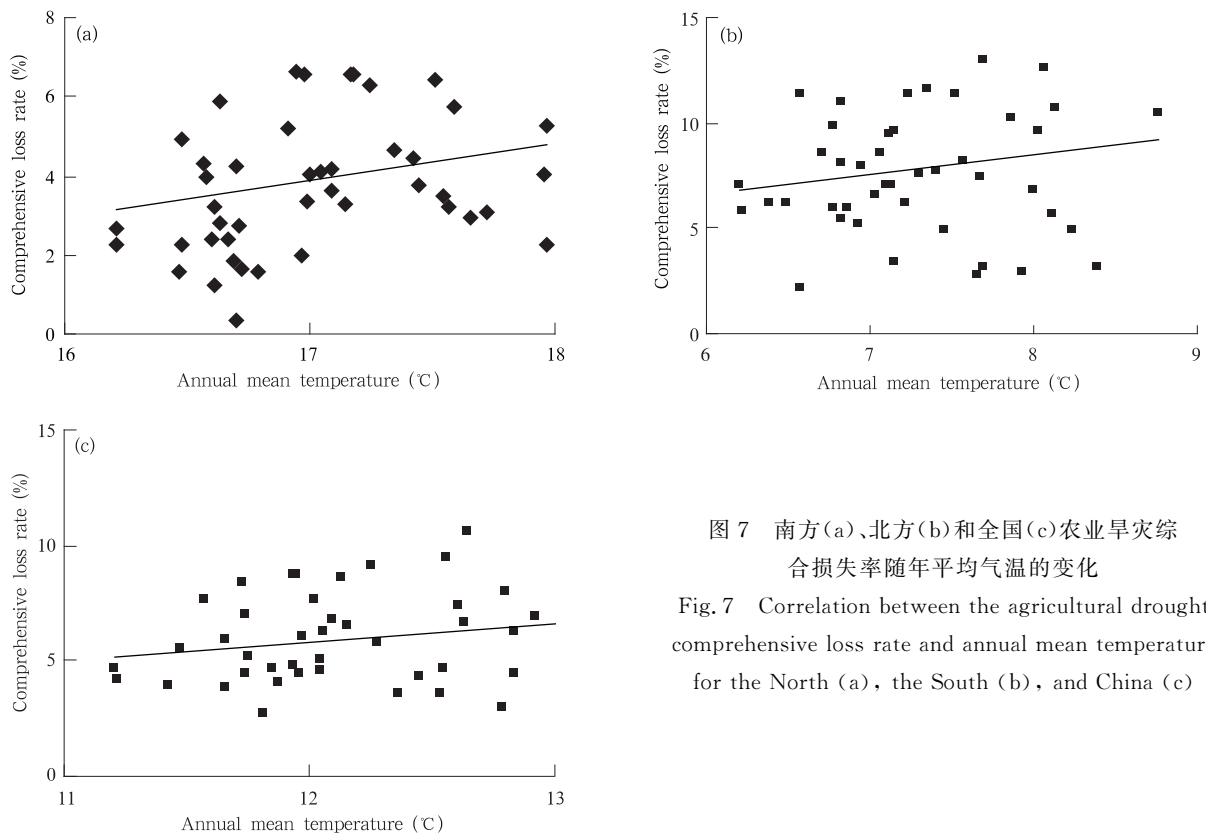 (a)
8
6
4
2
0
16
17
18
Comprehensive loss rate (%)
Annual mean temperature (℃)
(b)
15
10
5
0
6
7
8
9
Comprehensive loss rate (%)
Annual mean temperature (℃)
(c)
15
10
5
0
11
12
13
Comprehensive loss rate (%)
Annual mean temperature (℃)
图 7 南方(a)、北方(b)和全国(c)农业旱灾综
合损失率随年平均气温的变化
Fig. 7 Correlation between the agricultural drought
comprehensive loss rate and annual mean temperatur
for the North (a), the South (b), and China (c)